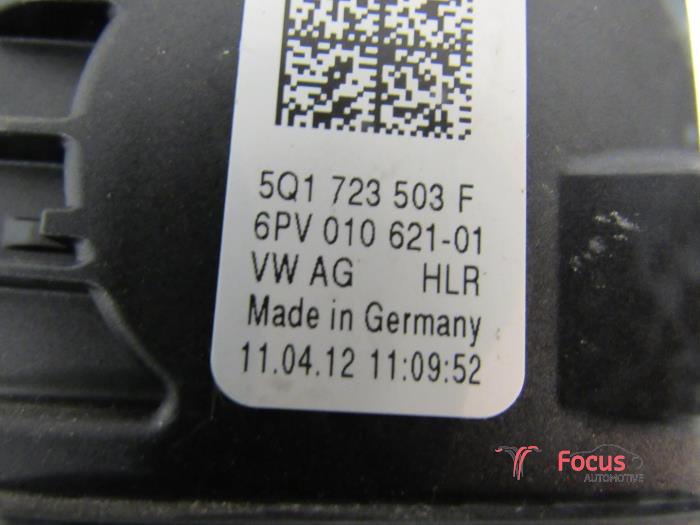 5Q1 723 503 F
6PV 010 621-01
VW AG HLR
Made in Germany
11.04.12 11:09:52
Focus
AUTOMOTIVE